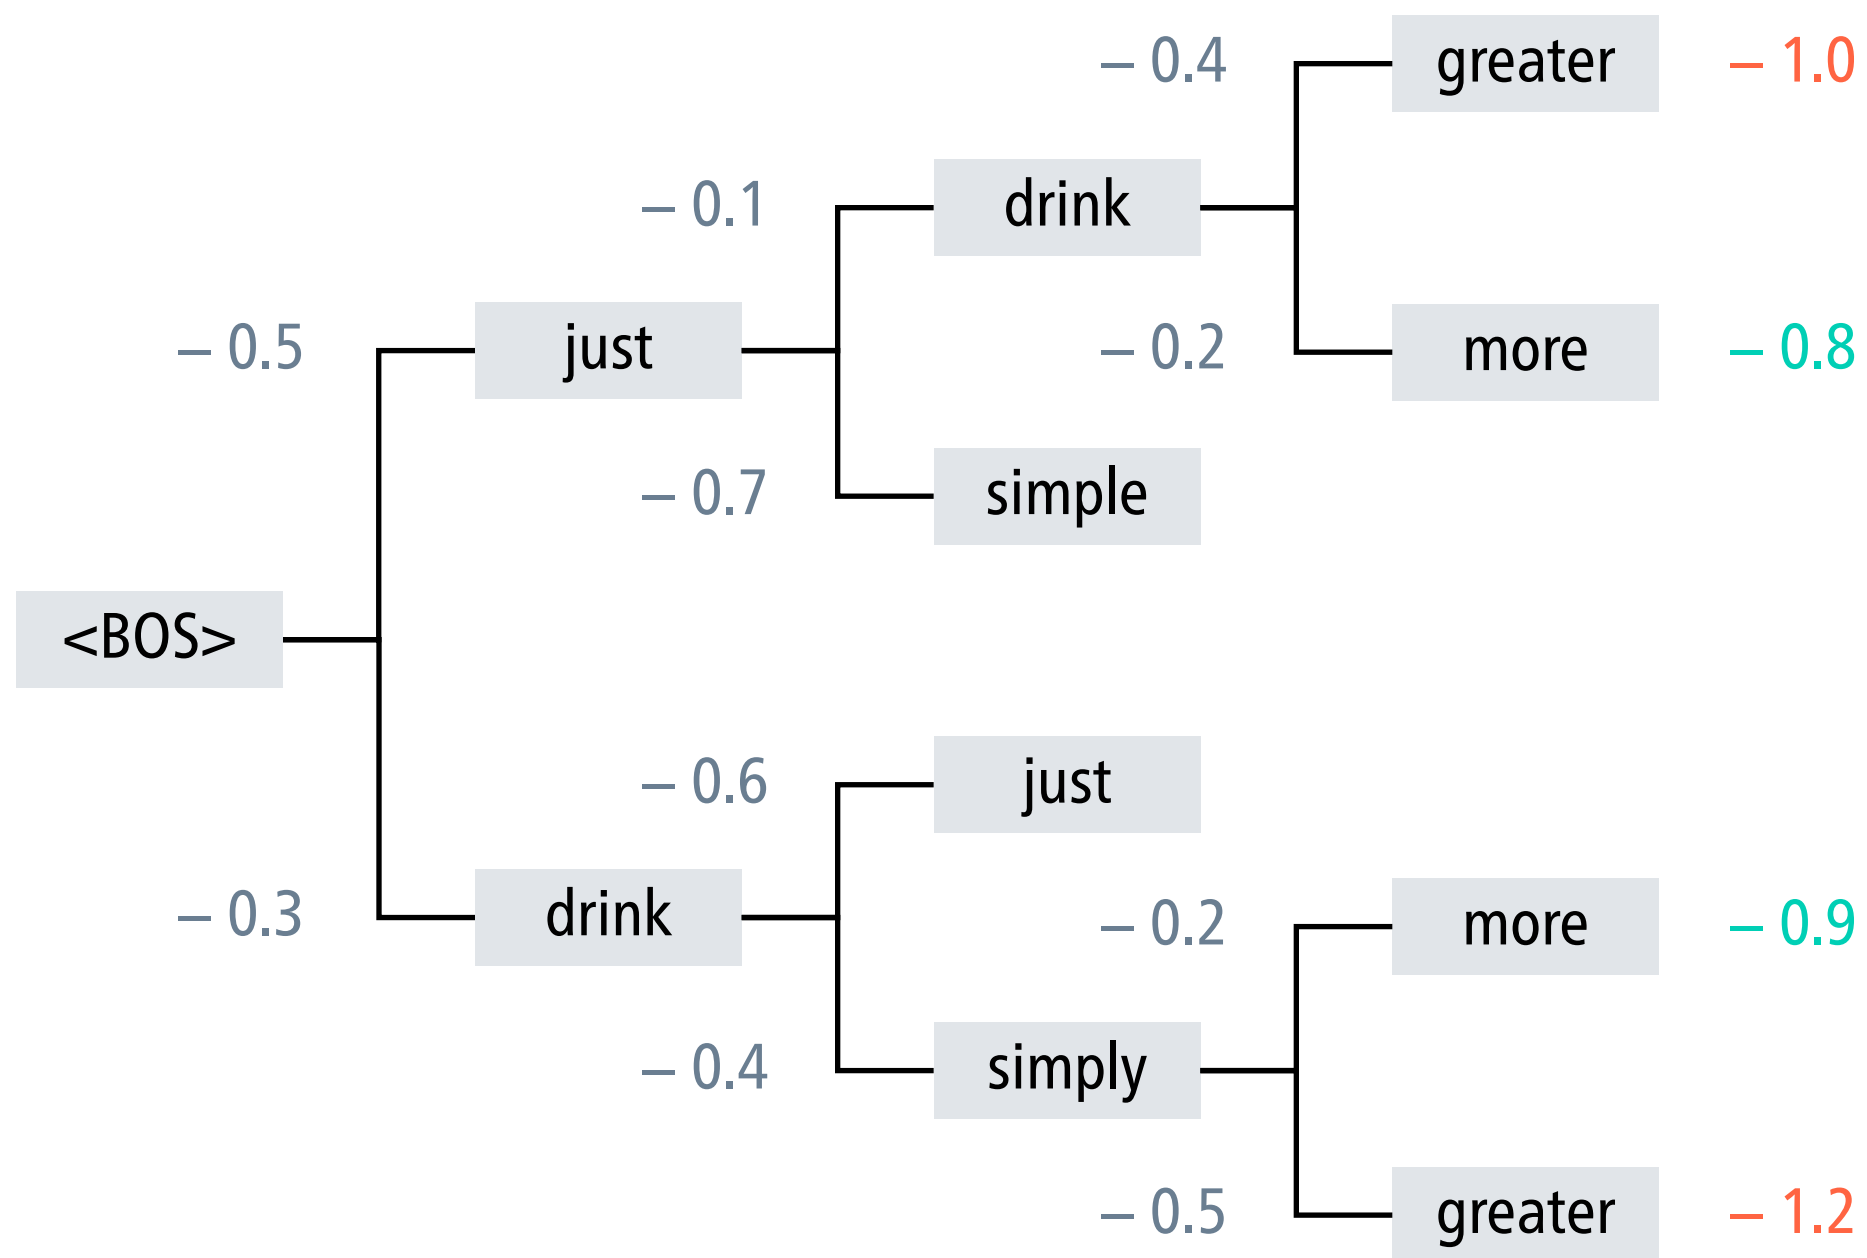 – 0.4
greater
– 1.0
– 0.1
drink
– 0.5
just
– 0.2
more
– 0.8
– 0.7
simple
<BOS>
– 0.6
just
– 0.3
drink
– 0.2
more
– 0.9
– 0.4
simply
– 0.5
greater
– 1.2